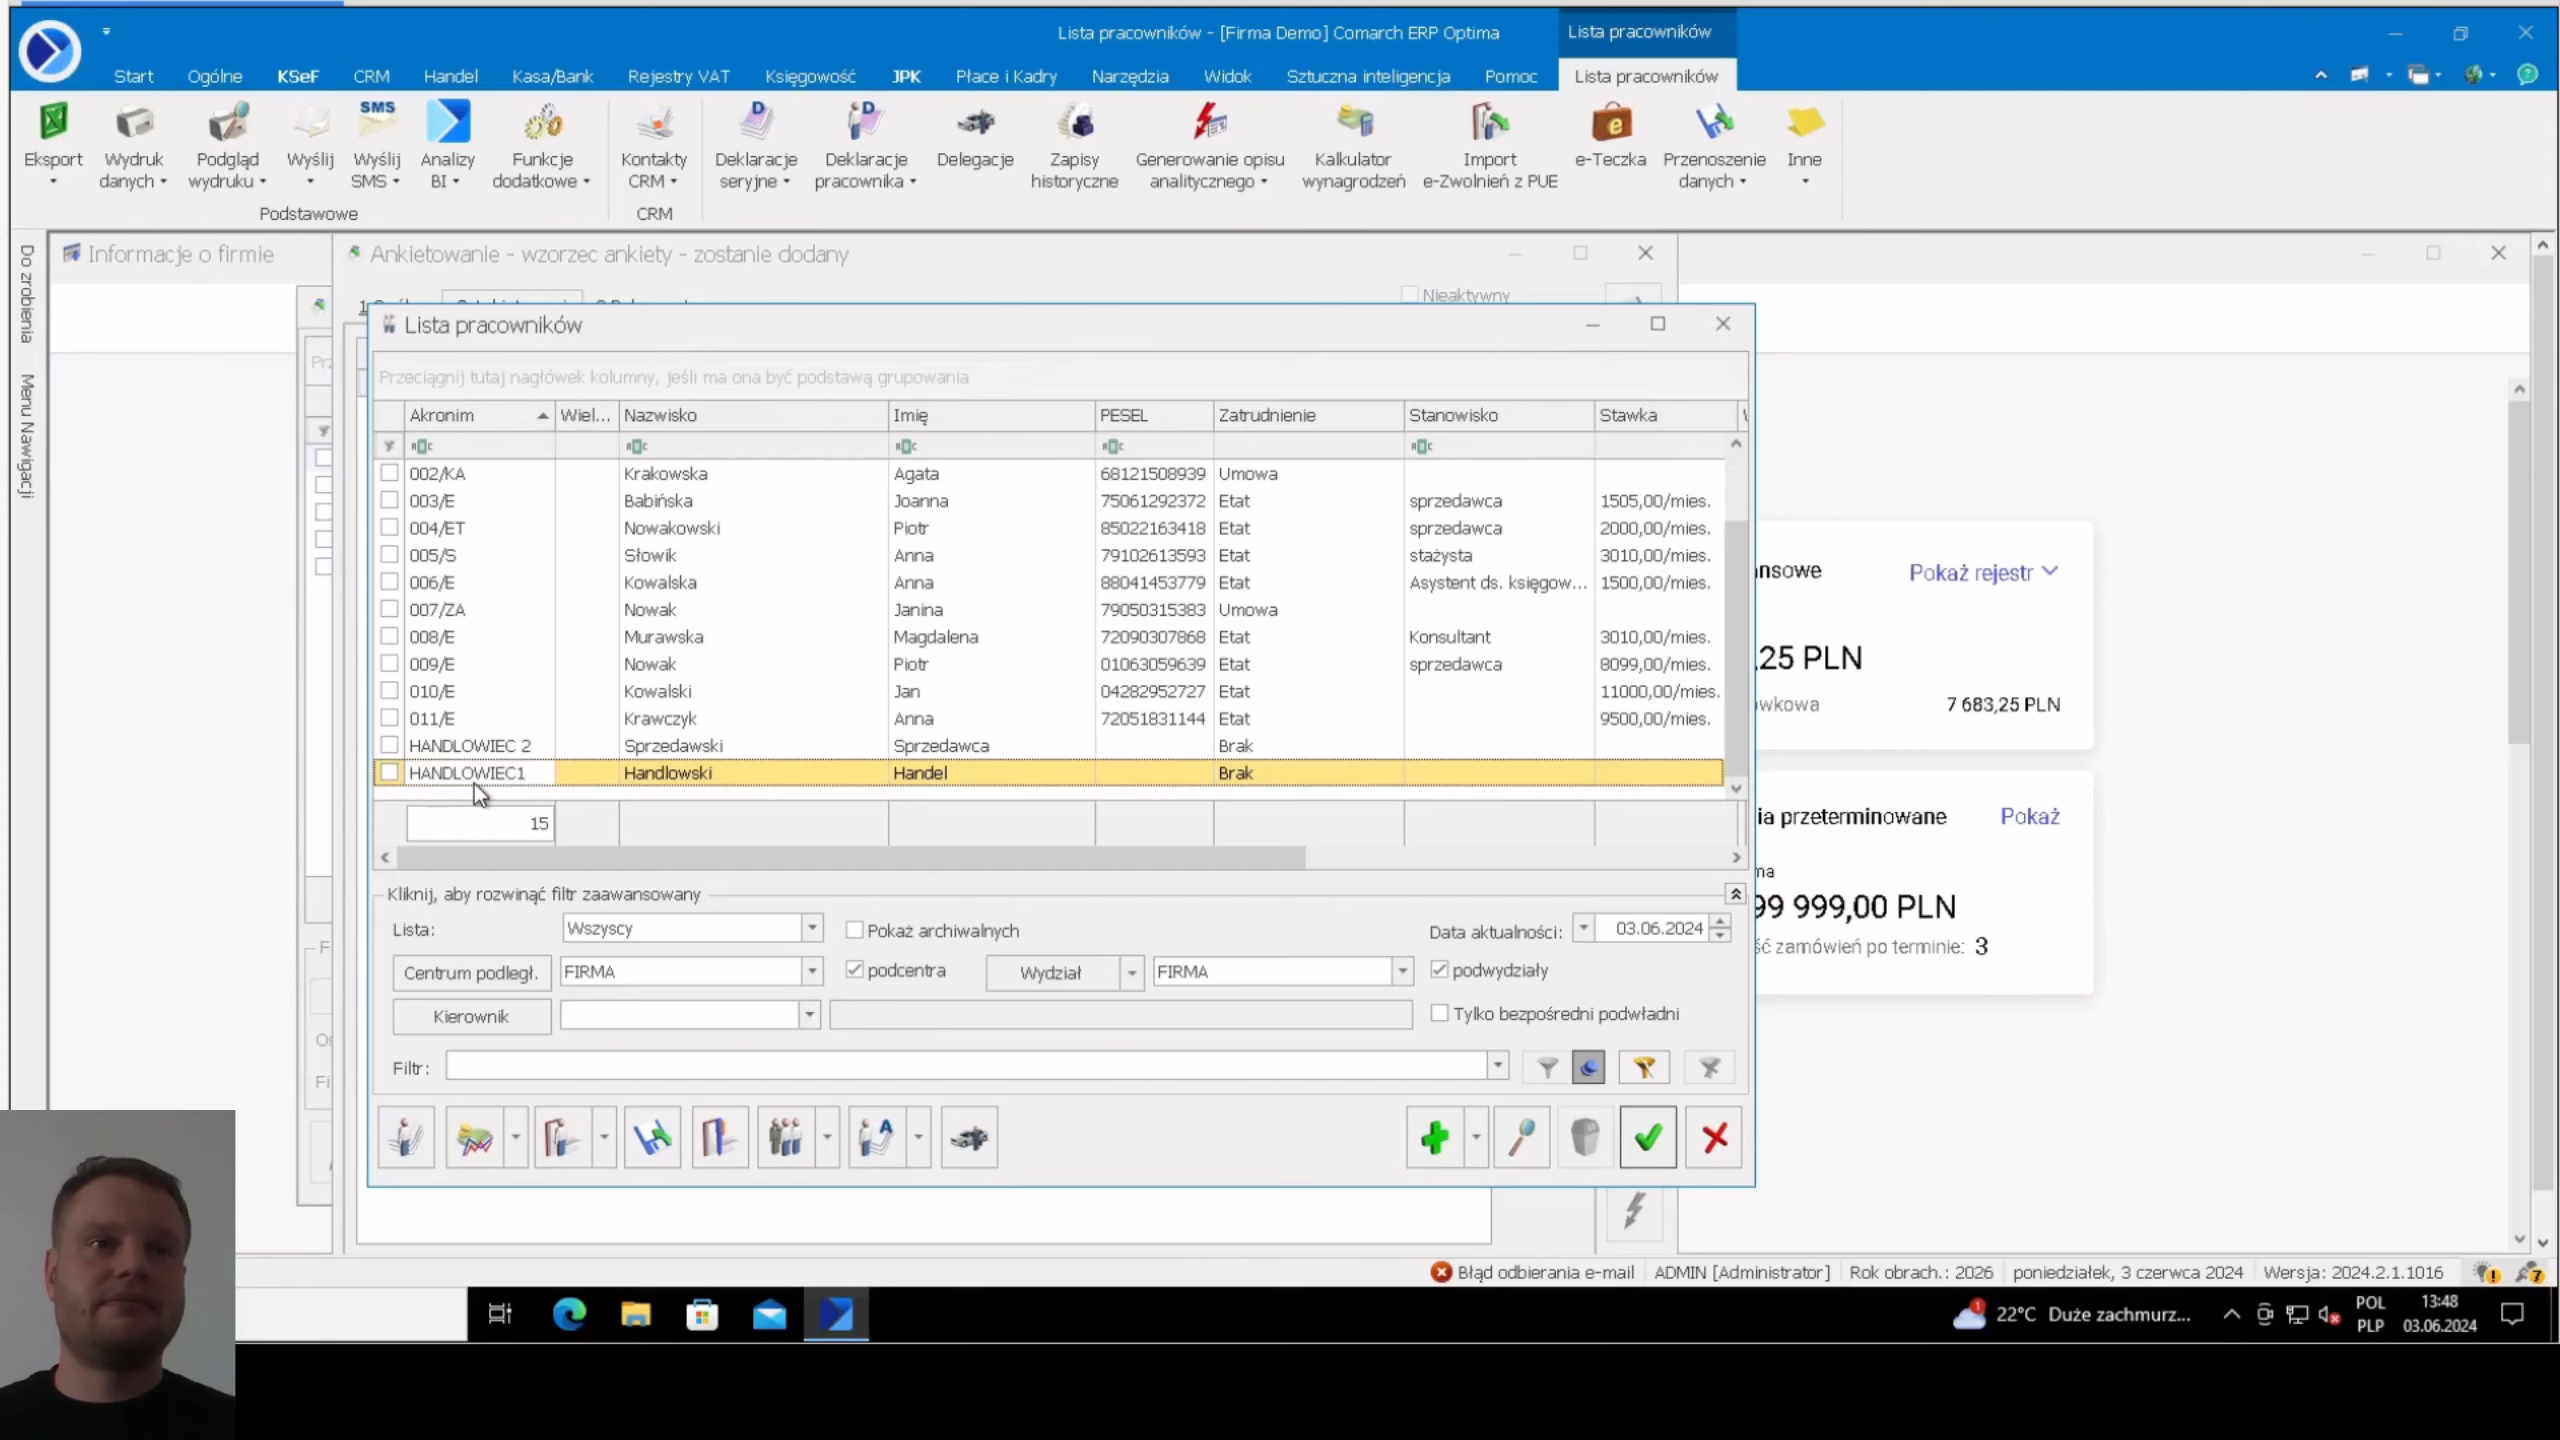 Lista pracowników - [Firma Demo] Comarch ERP Optima
Lista pracowników
Start Ogólne KSeF CRM Handel Kasa/Bank Rejestry VAT Księgowość JPK Płace i Kadry Narzędzia Widok Sztuczna inteligencja Pomoc Lista pracowników
Eksport
Wydruk danych
Podgląd wydruku
Wyślij
SMS
Wyślij SMS
Analizy BI
Funkcje dodatkowe
Kontakty CRM
Deklaracje seryjne
Deklaracje pracownika
Delegacje
Zapisy historyczne
Generowanie opisu analitycznego
Kalkulator wynagrodzeń
Import e-Zwolnień z PUE
e-Teczka
Przenoszenie danych
Inne
Podstawowe
CRM
Do zrobienia
Menu Nawigacji
Informacje o firmie
Ankietowanie - wzorzec ankiety - zostanie dodany
Nieaktywny
Lista pracowników
Przeciągnij tutaj nagłówek kolumny, jeśli ma ona być podstawą grupowania
Akronim Wiel... Nazwisko Imię PESEL Zatrudnienie Stanowisko Stawka
002/KA Krakowska Agata 68121508939 Umowa
003/E Babińska Joanna 75061292372 Etat sprzedawca 1505,00/mies.
004/ET Nowakowski Piotr 85022163418 Etat sprzedawca 2000,00/mies.
005/S Słowik Anna 79102613593 Etat stażysta 3010,00/mies.
006/E Kowalska Anna 88041453779 Etat Asystent ds. księgow... 1500,00/mies.
007/ZA Nowak Janina 79050315383 Umowa
008/E Murawska Magdalena 72090307868 Etat Konsultant 3010,00/mies.
009/E Nowak Piotr 01063059639 Etat sprzedawca 8099,00/mies.
010/E Kowalski Jan 04282952727 Etat 11000,00/mies.
011/E Krawczyk Anna 72051831144 Etat 9500,00/mies.
HANDLOWIEC 2 Sprzedawski Sprzedawca Brak
HANDLOWIEC1 Handlowski Handel Brak
15
Kliknij, aby rozwinąć filtr zaawansowany
Lista: Wszyscy Pokaż archiwalnych Data aktualności: 03.06.2024
Centrum podległ. FIRMA podcentra Wydział FIRMA podwydziały
Kierownik Tylko bezpośredni podwładni
Filtr:
nsowe Pokaż rejestr
,25 PLN
wkowa 7 683,25 PLN
ia przeterminowane Pokaż
na
99 999,00 PLN
ść zamówień po terminie: 3
Błąd odbierania e-mail ADMIN [Administrator] Rok obrach.: 2026 poniedziałek, 3 czerwca 2024 Wersja: 2024.2.1.1016
22°C Duże zachmurz...
POL
PLP
13:48
03.06.2024